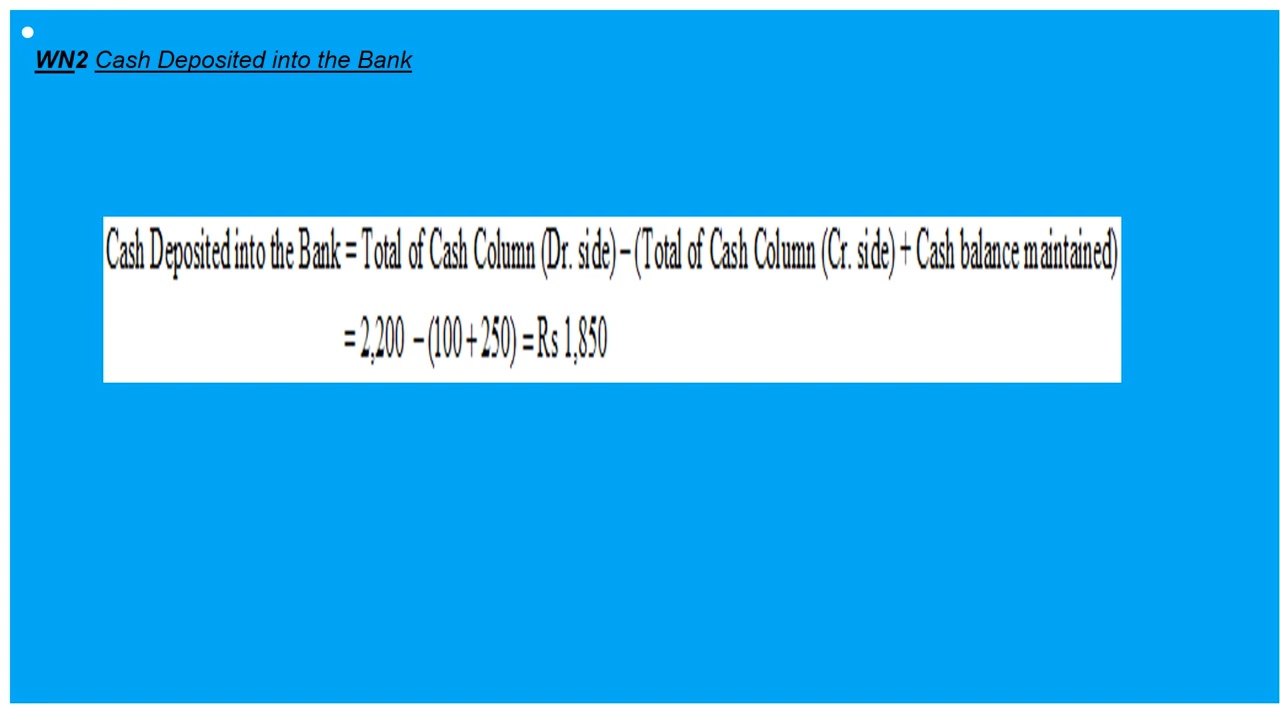 WN2 Cash Deposited into the Bank
Cash Deposited into the Bank = Total of Cash Column (Dr. side) – (Total of Cash Column (Cr. side) + Cash balance maintained)
= 2,200 – (100 + 250) = Rs 1,850